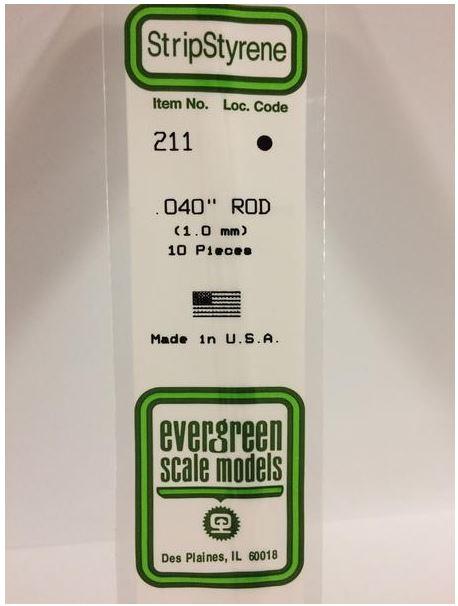 StripStyrene
Item No. Loc. Code
211 ●
.040" ROD
(1.0 mm)
10 Pieces
Made in U.S.A.
evergreen
scale models
Des Plaines, IL 60018